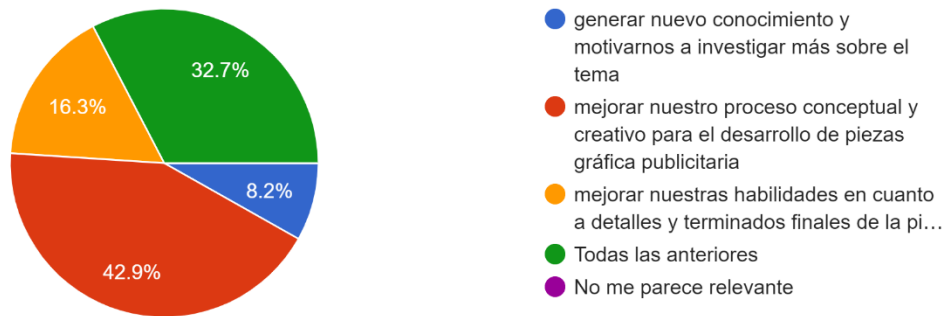 32.7%
16.3%
8.2%
42.9%
generar nuevo conocimiento y
motivarnos a investigar más sobre el
tema
mejorar nuestro proceso conceptual y
creativo para el desarrollo de piezas
gráfica publicitaria
mejorar nuestras habilidades en cuanto
a detalles y terminados finales de la pi…
Todas las anteriores
No me parece relevante